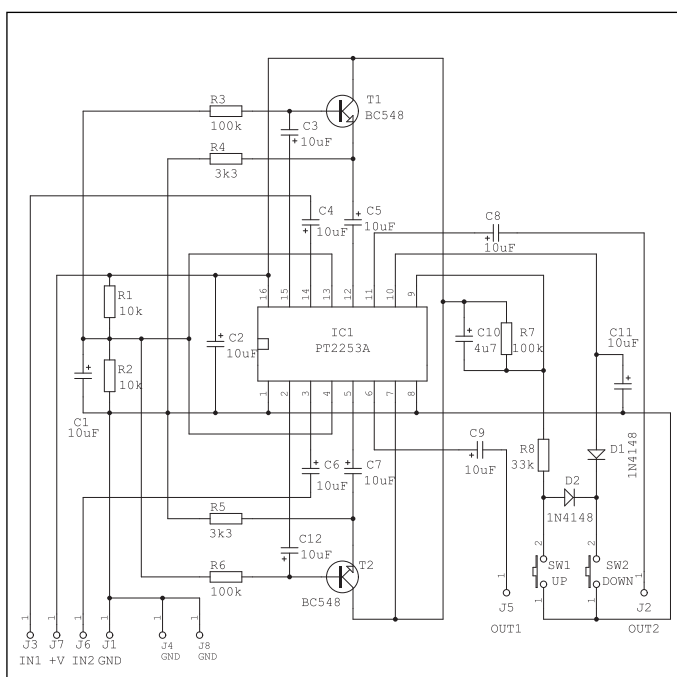 R3
100k
T1
BC548
C3
10uF
R4
3k3
C4
10uF
C5
10uF
C8
10uF
16
15
14
13
12
11
10
9
R1
10k
C2
10uF
IC1
PT2253A
C10
4u7
R7
100k
C11
10uF
R2
10k
C1
10uF
1
2
3
4
5
6
7
8
C6
10uF
C7
10uF
C9
10uF
R8
33k
D1
1N4148
D2
1N4148
R5
3k3
C12
10uF
R6
100k
T2
BC548
2
SW1
UP
1
2
SW2
DOWN
1
1
J5
OUT1
1
J2
OUT2
1
J3
IN1
1
J7
+V
1
J6
IN2
1
J1
GND
1
J4
GND
1
J8
GND